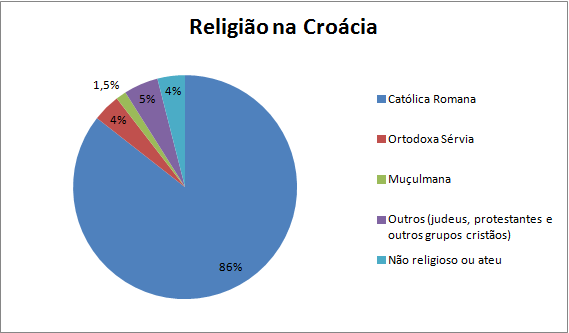 Religião na Croácia
1,5%
4%
5%
4%
86%
Católica Romana
Ortodoxa Sérvia
Muçulmana
Outros (judeus, protestantes e
outros grupos cristãos)
Não religioso ou ateu